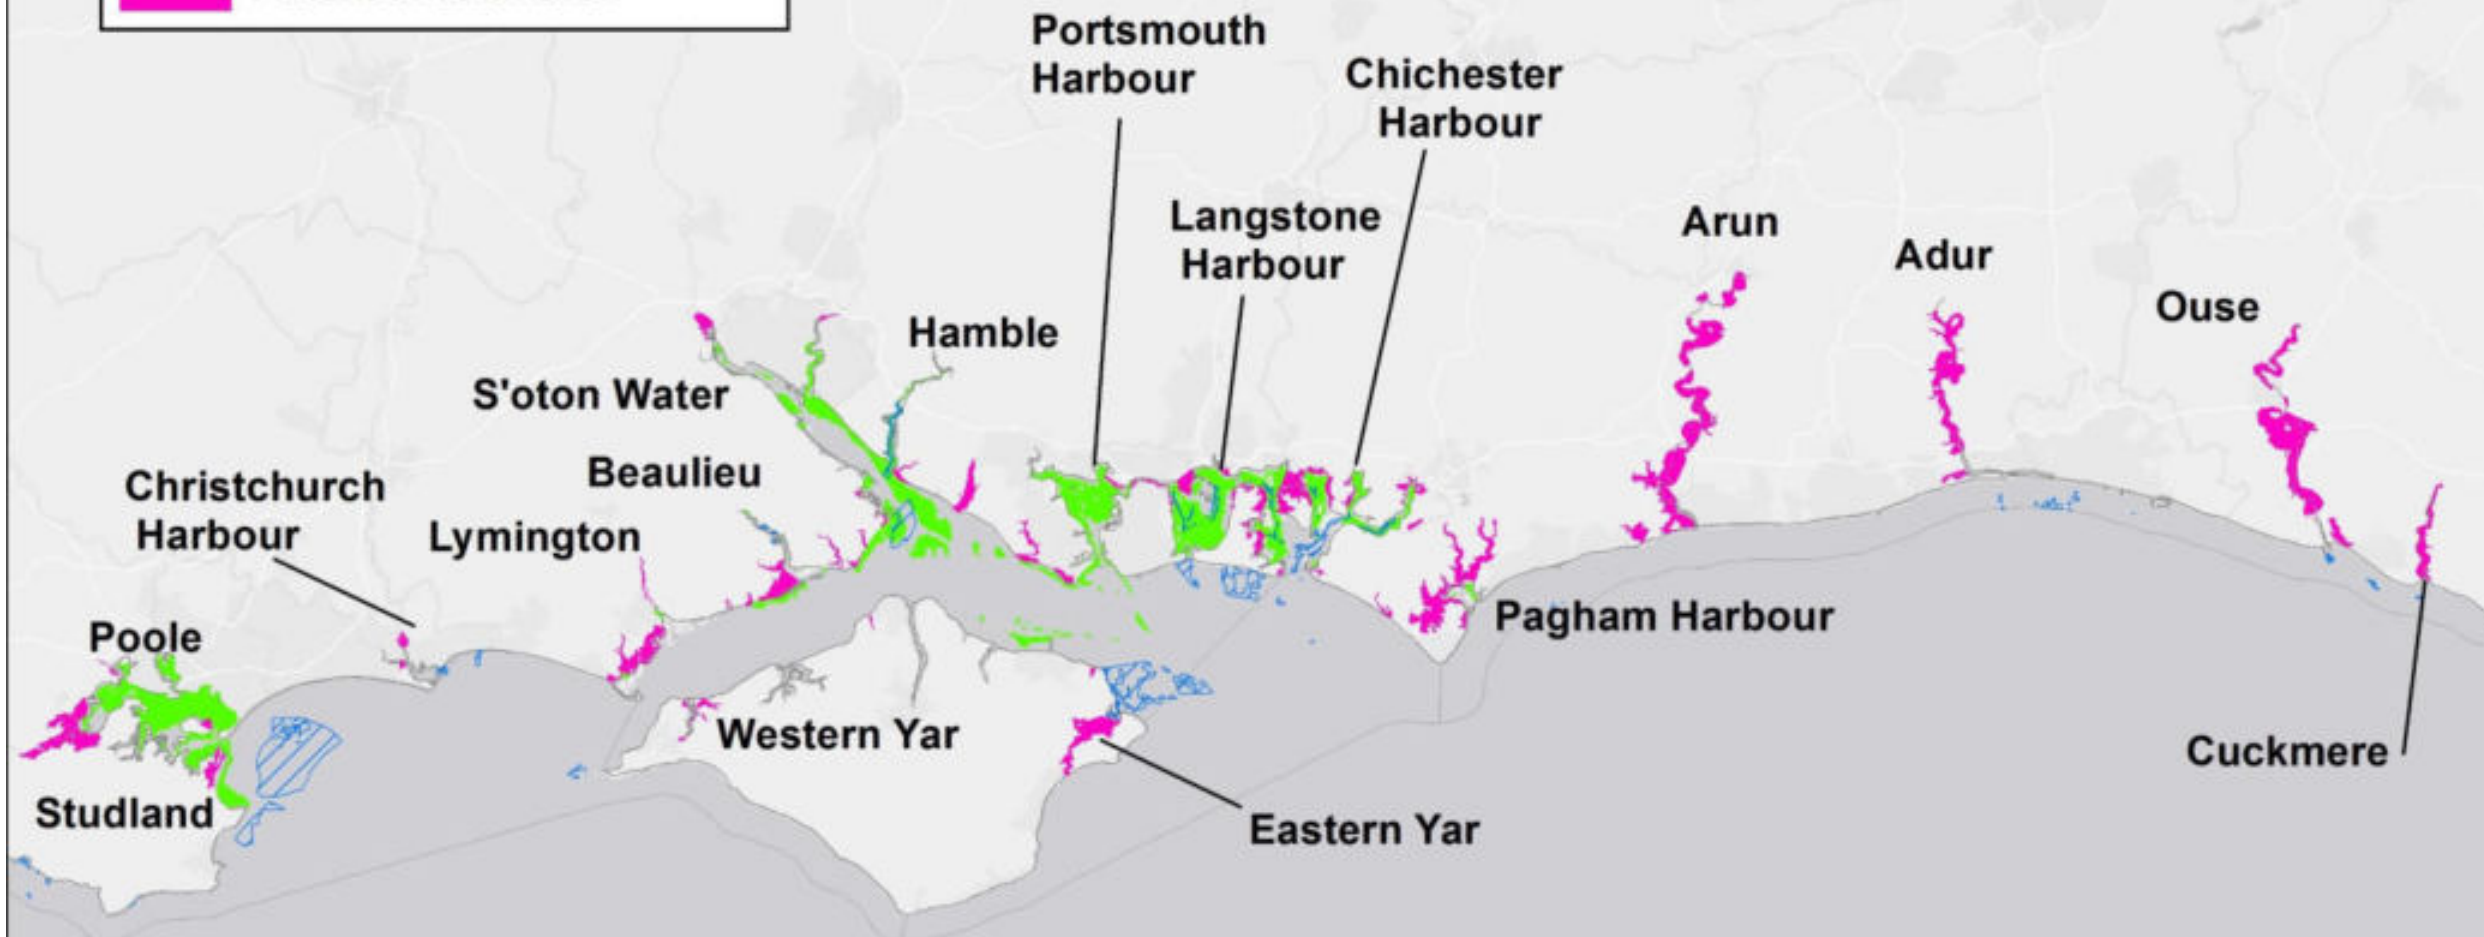 Portsmouth
Harbour
Chichester
Harbour
Langstone
Harbour
Arun
Adur
Ouse
Hamble
S'oton Water
Beaulieu
Christchurch
Harbour
Lymington
Pagham Harbour
Poole
Western Yar
Cuckmere
Studland
Eastern Yar